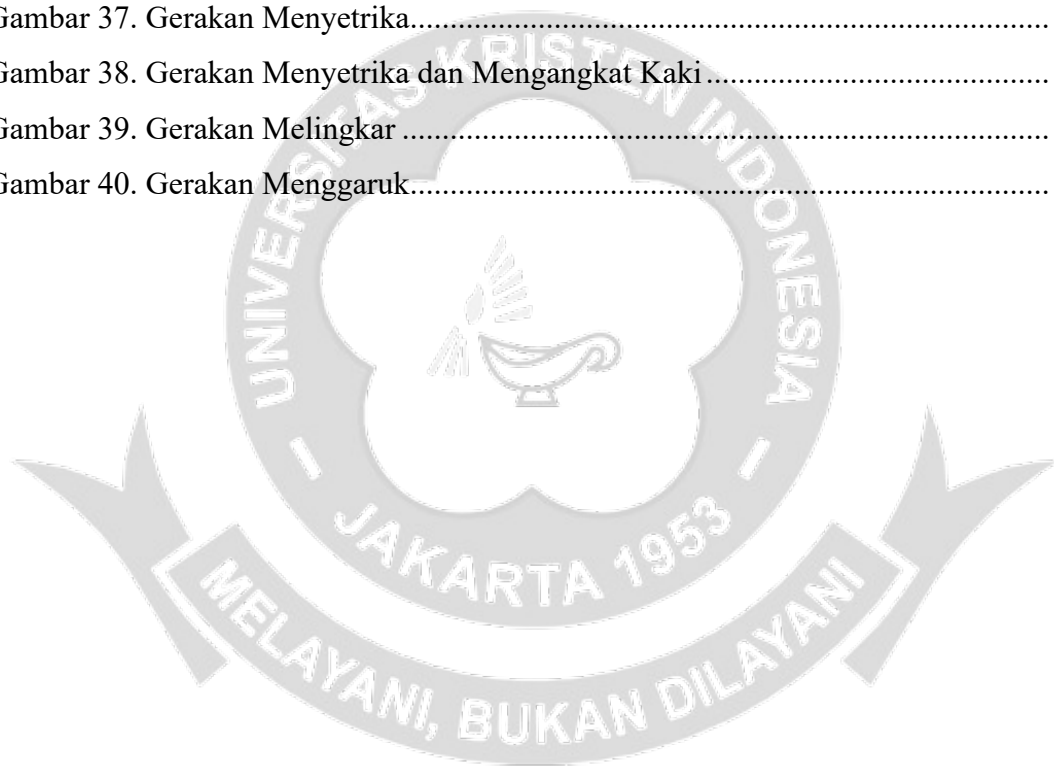 Gambar 37. Gerakan Menyetrika............................................................................
Gambar 38. Gerakan Menyetrika dan Mengangkat Kaki.........................................
Gambar 39. Gerakan Melingkar..............................................................................
Gambar 40. Gerakan Menggaruk............................................................................
UNIVERSITAS KRISTEN INDONESIA
- JAKARTA 1953 -
MELAYANI, BUKAN DILAYANI